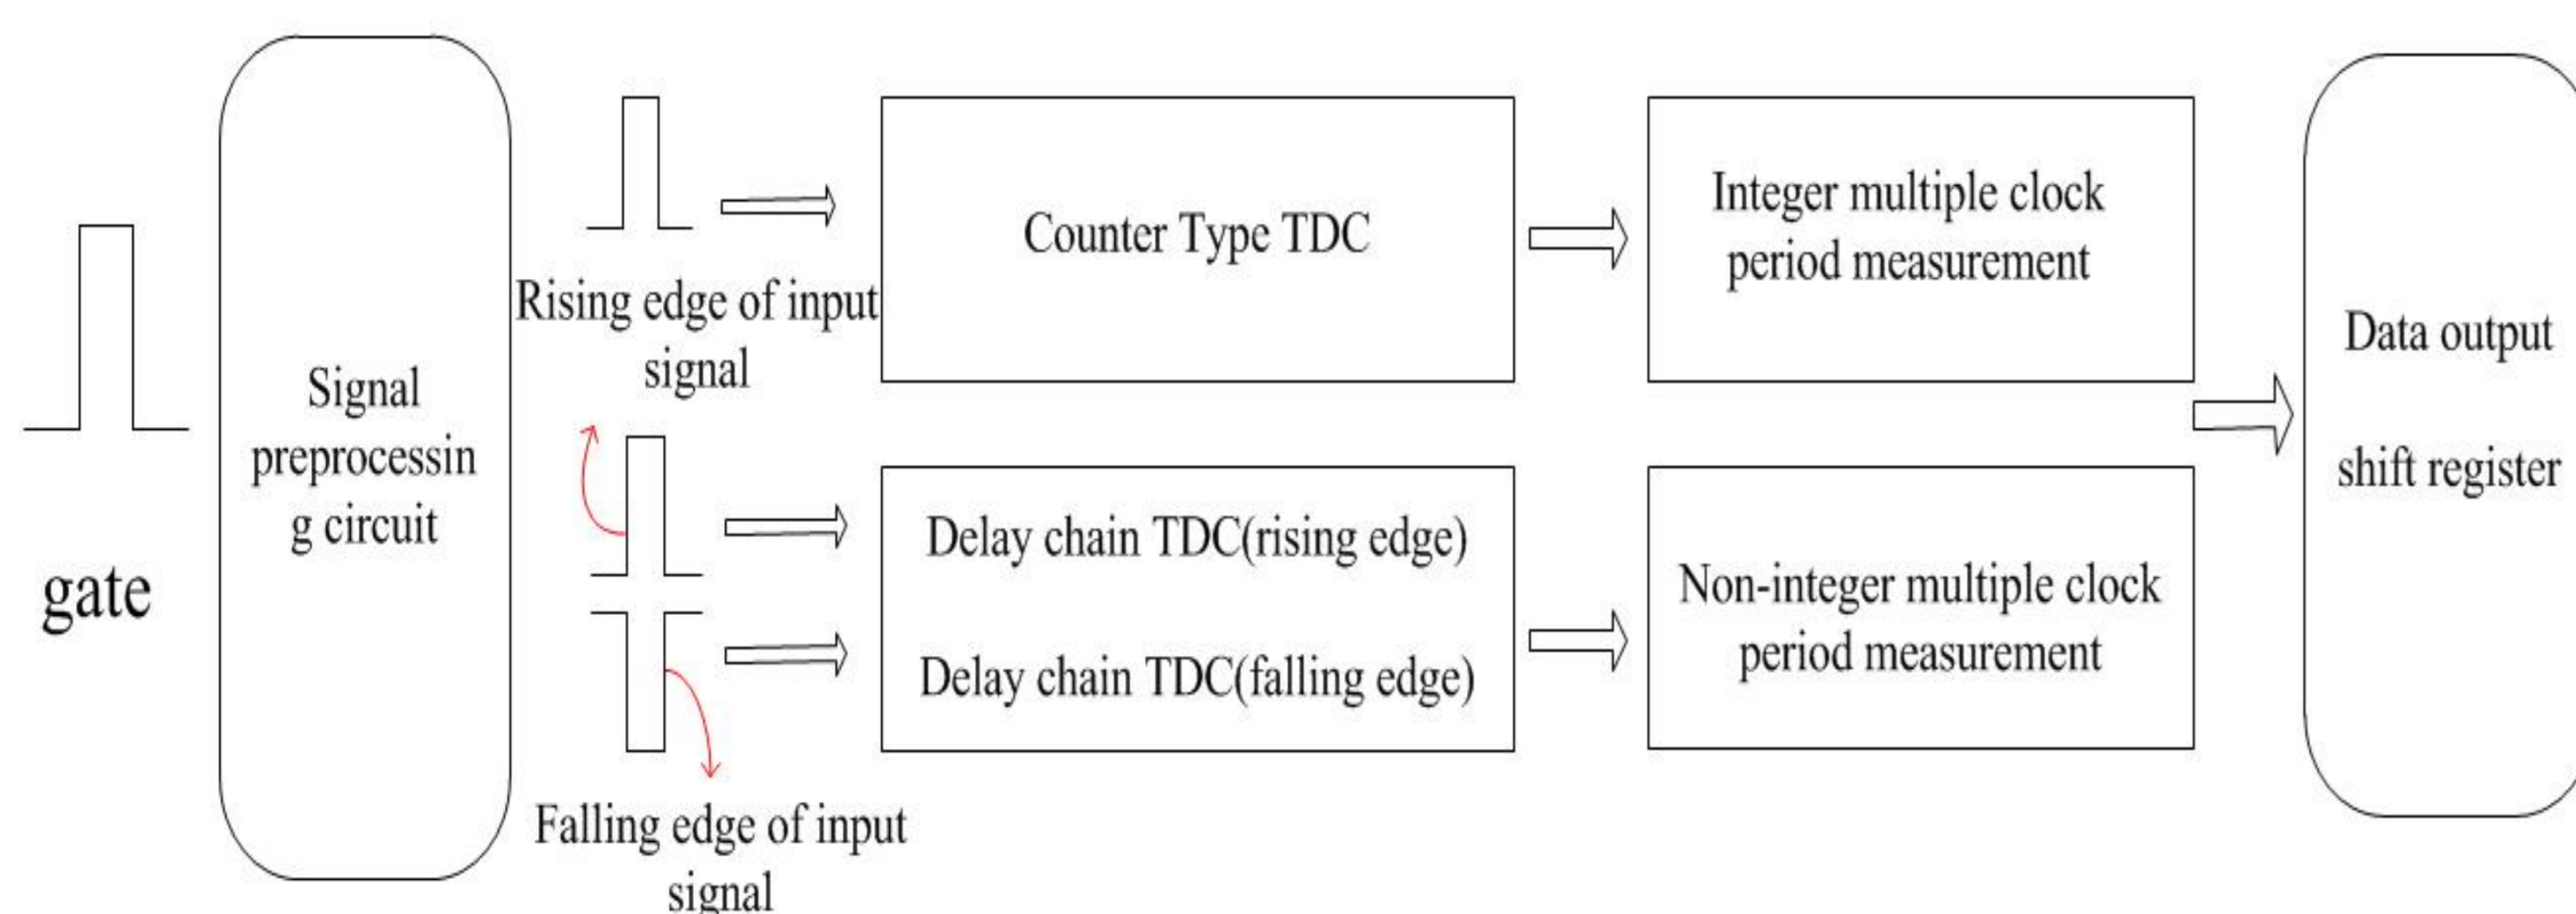 gate
Signal
preprocessin
g circuit
Rising edge of input
signal
Falling edge of input
signal
Counter Type TDC
Delay chain TDC(rising edge)
Delay chain TDC(falling edge)
Integer multiple clock
period measurement
Non-integer multiple clock
period measurement
Data output
shift register